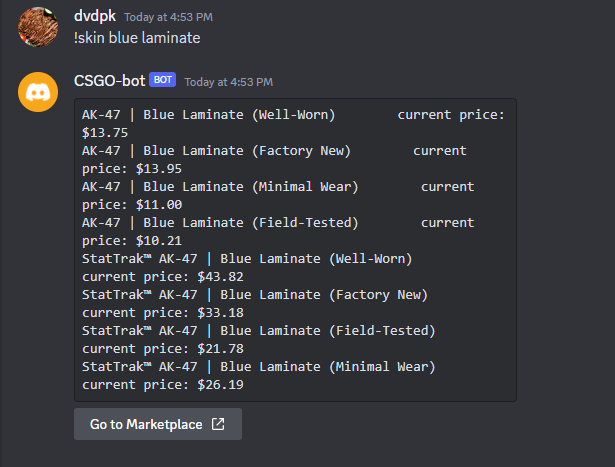 dvdpk Today at 4:53 PM
!skin blue laminate
CSGO-bot BOT Today at 4:53 PM
AK-47 | Blue Laminate (Well-Worn) current price:
$13.75
AK-47 | Blue Laminate (Factory New) current
price: $13.95
AK-47 | Blue Laminate (Minimal Wear) current
price: $11.00
AK-47 | Blue Laminate (Field-Tested) current
price: $10.21
StatTrak™ AK-47 | Blue Laminate (Well-Worn)
current price: $43.82
StatTrak™ AK-47 | Blue Laminate (Factory New)
current price: $33.18
StatTrak™ AK-47 | Blue Laminate (Field-Tested)
current price: $21.78
StatTrak™ AK-47 | Blue Laminate (Minimal Wear)
current price: $26.19
Go to Marketplace